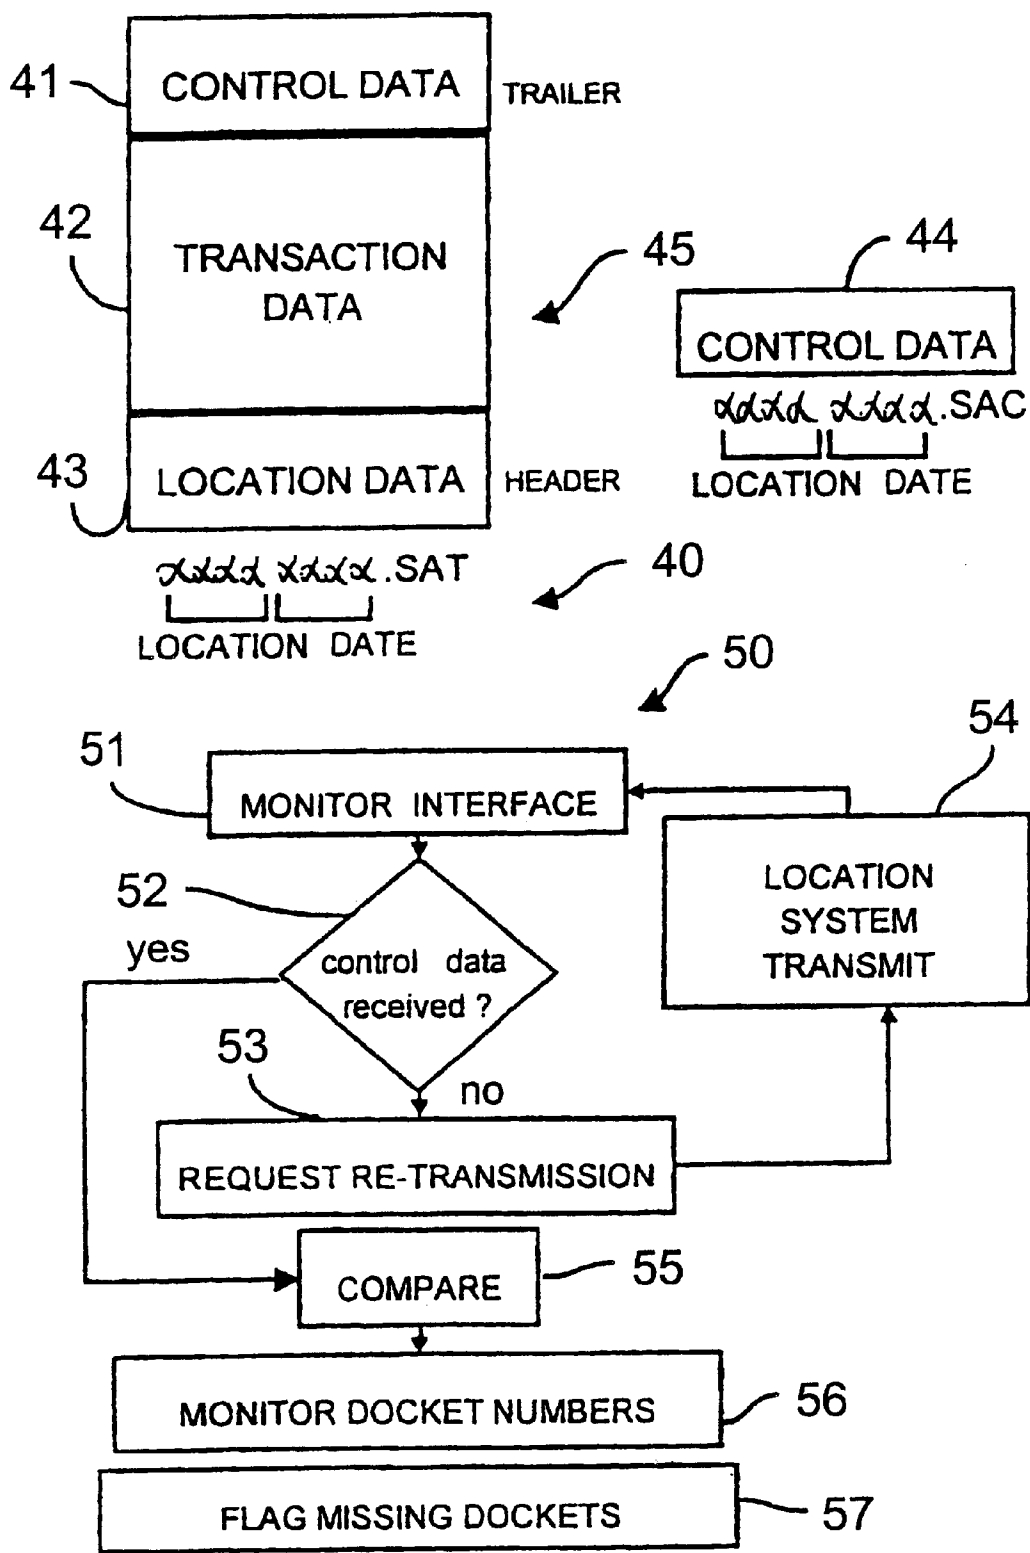 41
CONTROL DATA
TRAILER
42
TRANSACTION
DATA
45
43
LOCATION DATA
HEADER
.SAT
LOCATION DATE
44
CONTROL DATA
.SAC
LOCATION DATE
40
50
51
MONITOR INTERFACE
52
yes
control data
received ?
no
53
REQUEST RE-TRANSMISSION
54
LOCATION
SYSTEM
TRANSMIT
COMPARE
55
MONITOR DOCKET NUMBERS
56
FLAG MISSING DOCKETS
57